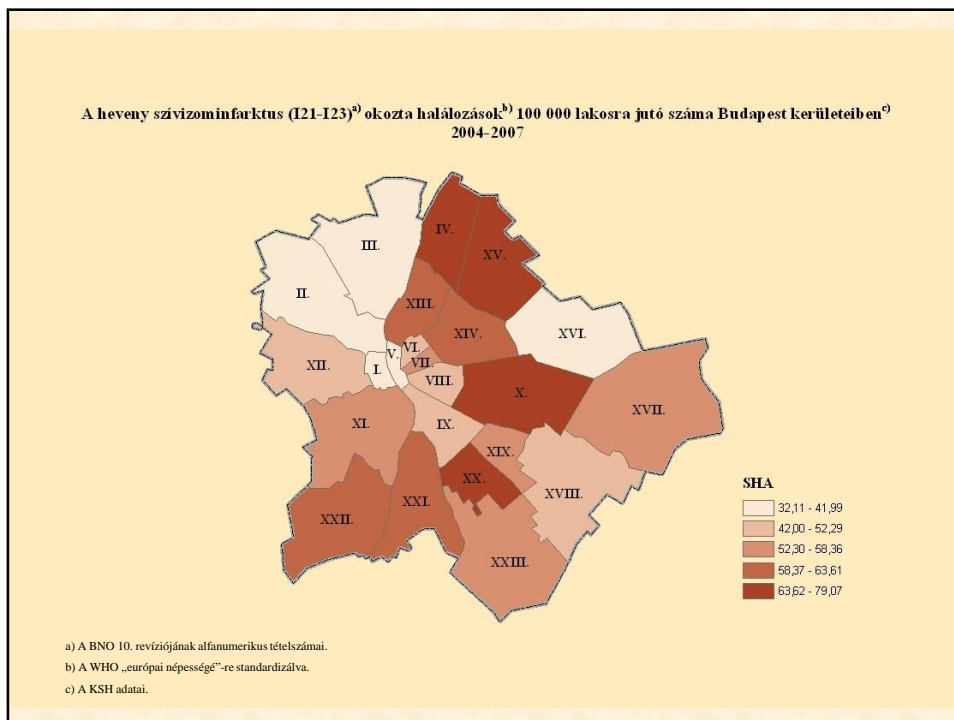 A heveny szívizominfarktus (I21-I23)a) okozta halálozásokb) 100 000 lakosra jutó száma Budapest kerületeibenc)
2004-2007
IV.
III.
XV.
II.
XIII.
XIV.
XVI.
V.
VI.
VII.
I.
XII.
VIII.
X.
XVII.
XI.
IX.
XIX.
XX.
XVIII.
XXI.
XXII.
XXIII.
SHA
32,11 - 41,99
42,00 - 52,29
52,30 - 58,36
58,37 - 63,61
63,62 - 79,07
a) A BNO 10. revíziójának alfanumerikus tételszámai.
b) A WHO „európai népességé”-re standardizálva.
c) A KSH adatai.